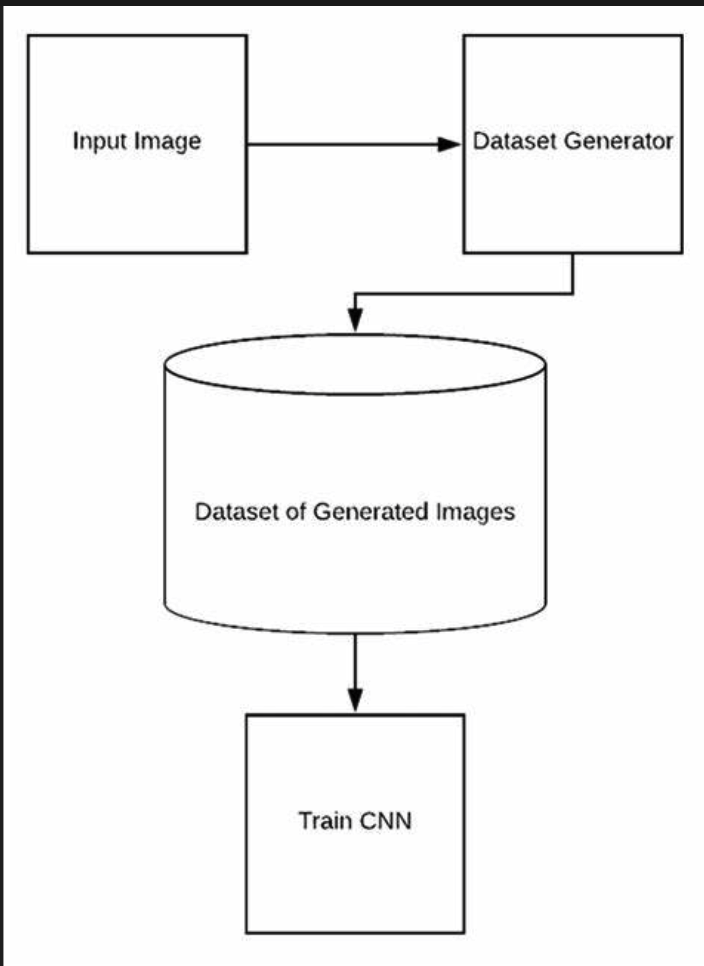 Input Image
Dataset Generator
Dataset of Generated Images
Train CNN